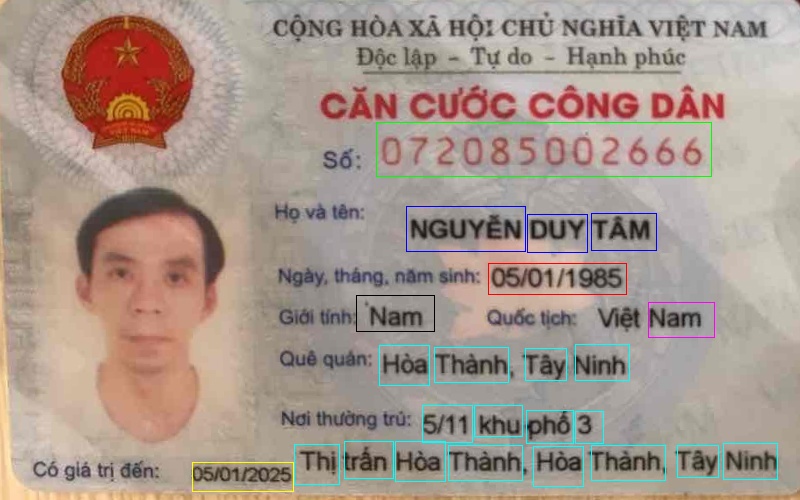 CỘNG HÒA XÃ HỘI CHỦ NGHĨA VIỆT NAM
Độc lập - Tự do - Hạnh phúc
CĂN CƯỚC CÔNG DÂN
Số: 072085002666
Họ và tên: NGUYỄN DUY TÂM
Ngày, tháng, năm sinh: 05/01/1985
Giới tính: Nam Quốc tịch: Việt Nam
Quê quán: Hòa Thành, Tây Ninh
Nơi thường trú: 5/11 khu phố 3
Thị trấn Hòa Thành, Hòa Thành, Tây Ninh
Có giá trị đến: 05/01/2025